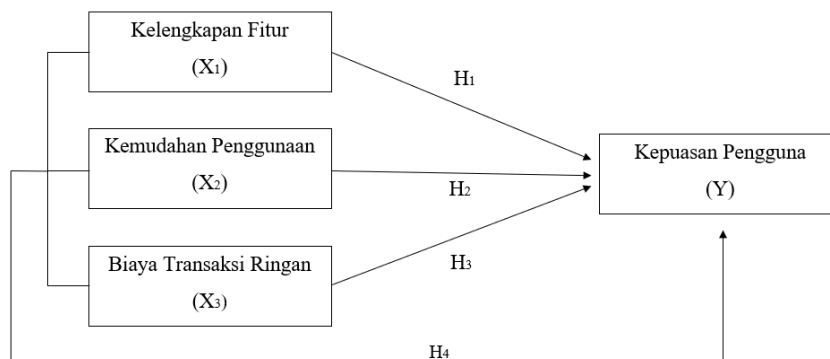 Kelengkapan Fitur
(X1)
H1
Kemudahan Penggunaan
(X2)
H2
Kepuasan Pengguna
(Y)
Biaya Transaksi Ringan
(X3)
H3
H4